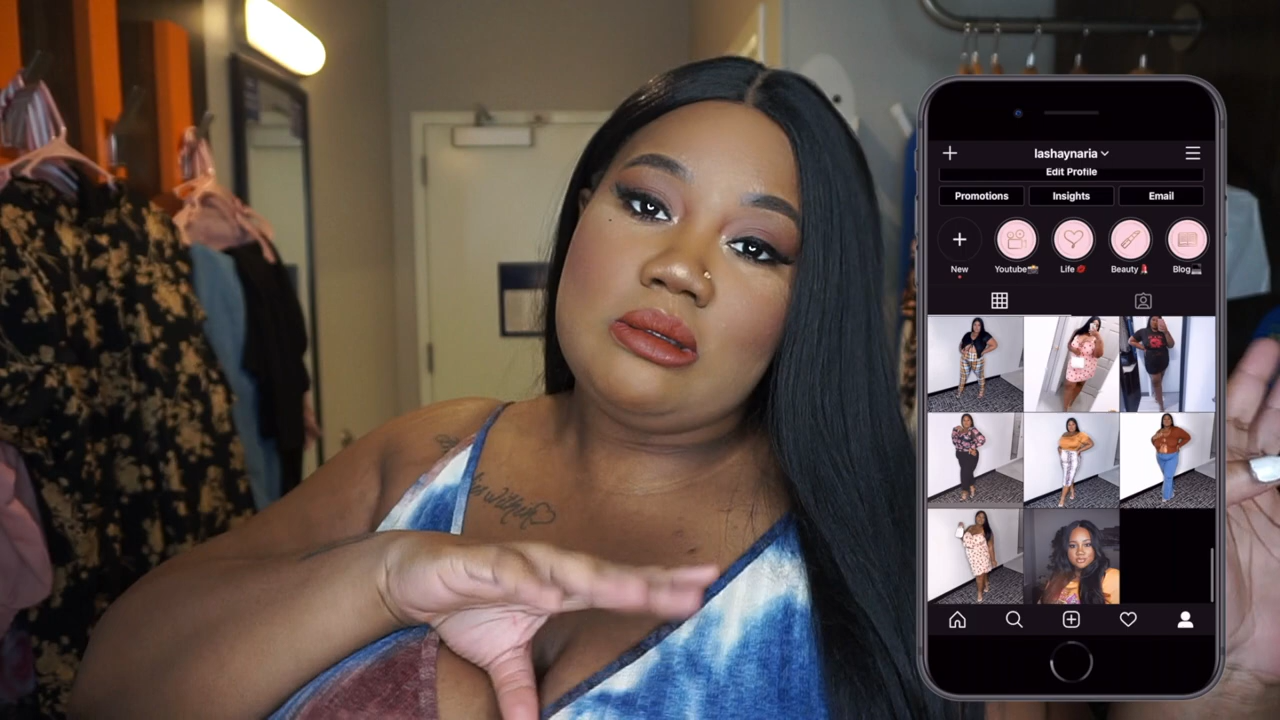 lashaynaria
Edit Profile
Promotions Insights Email
New Youtube📸 Life💋 Beauty💄 Blog💻